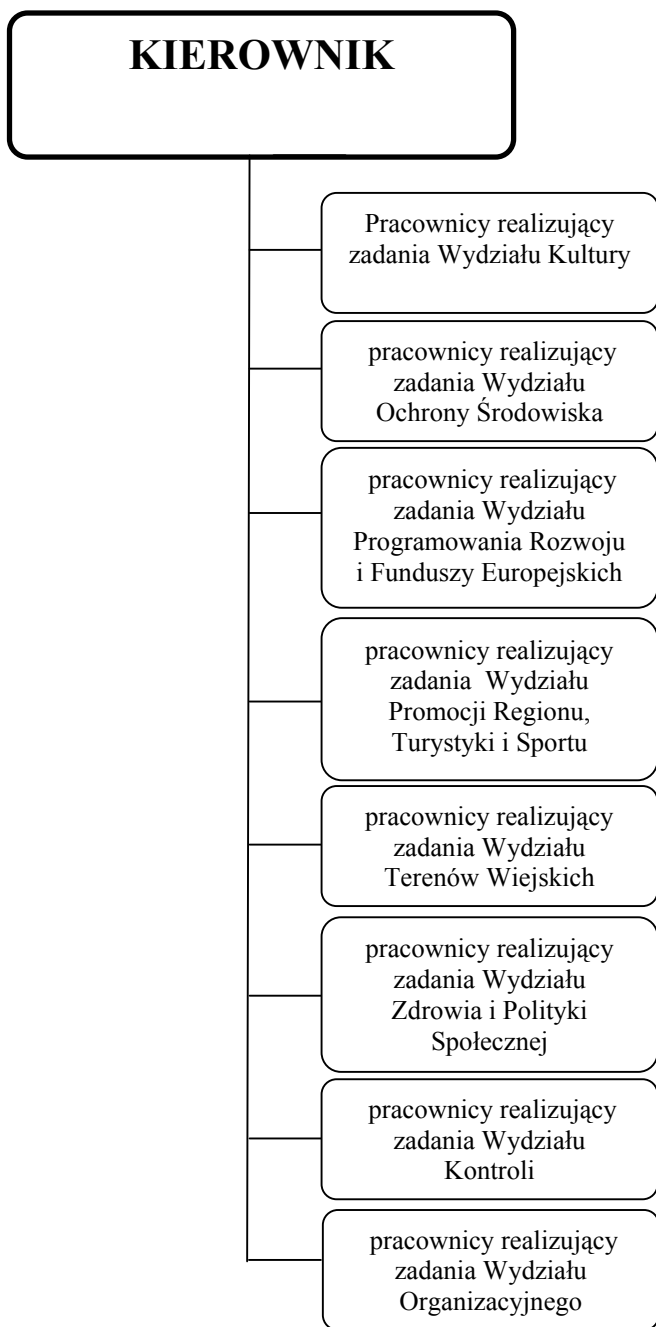 KIEROWNIK
Pracownicy realizujący
zadania Wydziału Kultury
pracownicy realizujący
zadania Wydziału
Ochrony Środowiska
pracownicy realizujący
zadania Wydziału
Programowania Rozwoju
i Funduszy Europejskich
pracownicy realizujący
zadania  Wydziału
Promocji Regionu,
Turystyki i Sportu
pracownicy realizujący
zadania Wydziału
Terenów Wiejskich
pracownicy realizujący
zadania Wydziału
Zdrowia i Polityki
Społecznej
pracownicy realizujący
zadania Wydziału
Kontroli
pracownicy realizujący
zadania Wydziału
Organizacyjnego